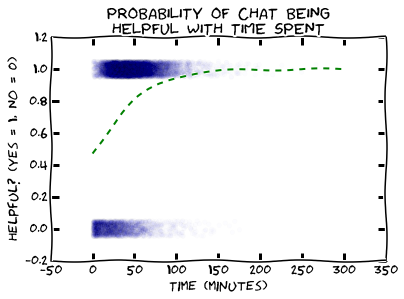 PROBABILITY OF CHAT BEING
HELPFUL WITH TIME SPENT
HELPFUL? (YES = 1, NO = 0)
1.2
1.0
0.8
0.6
0.4
0.2
0.0
-0.2
-50 0 50 100 150 200 250 300 350
TIME (MINUTES)